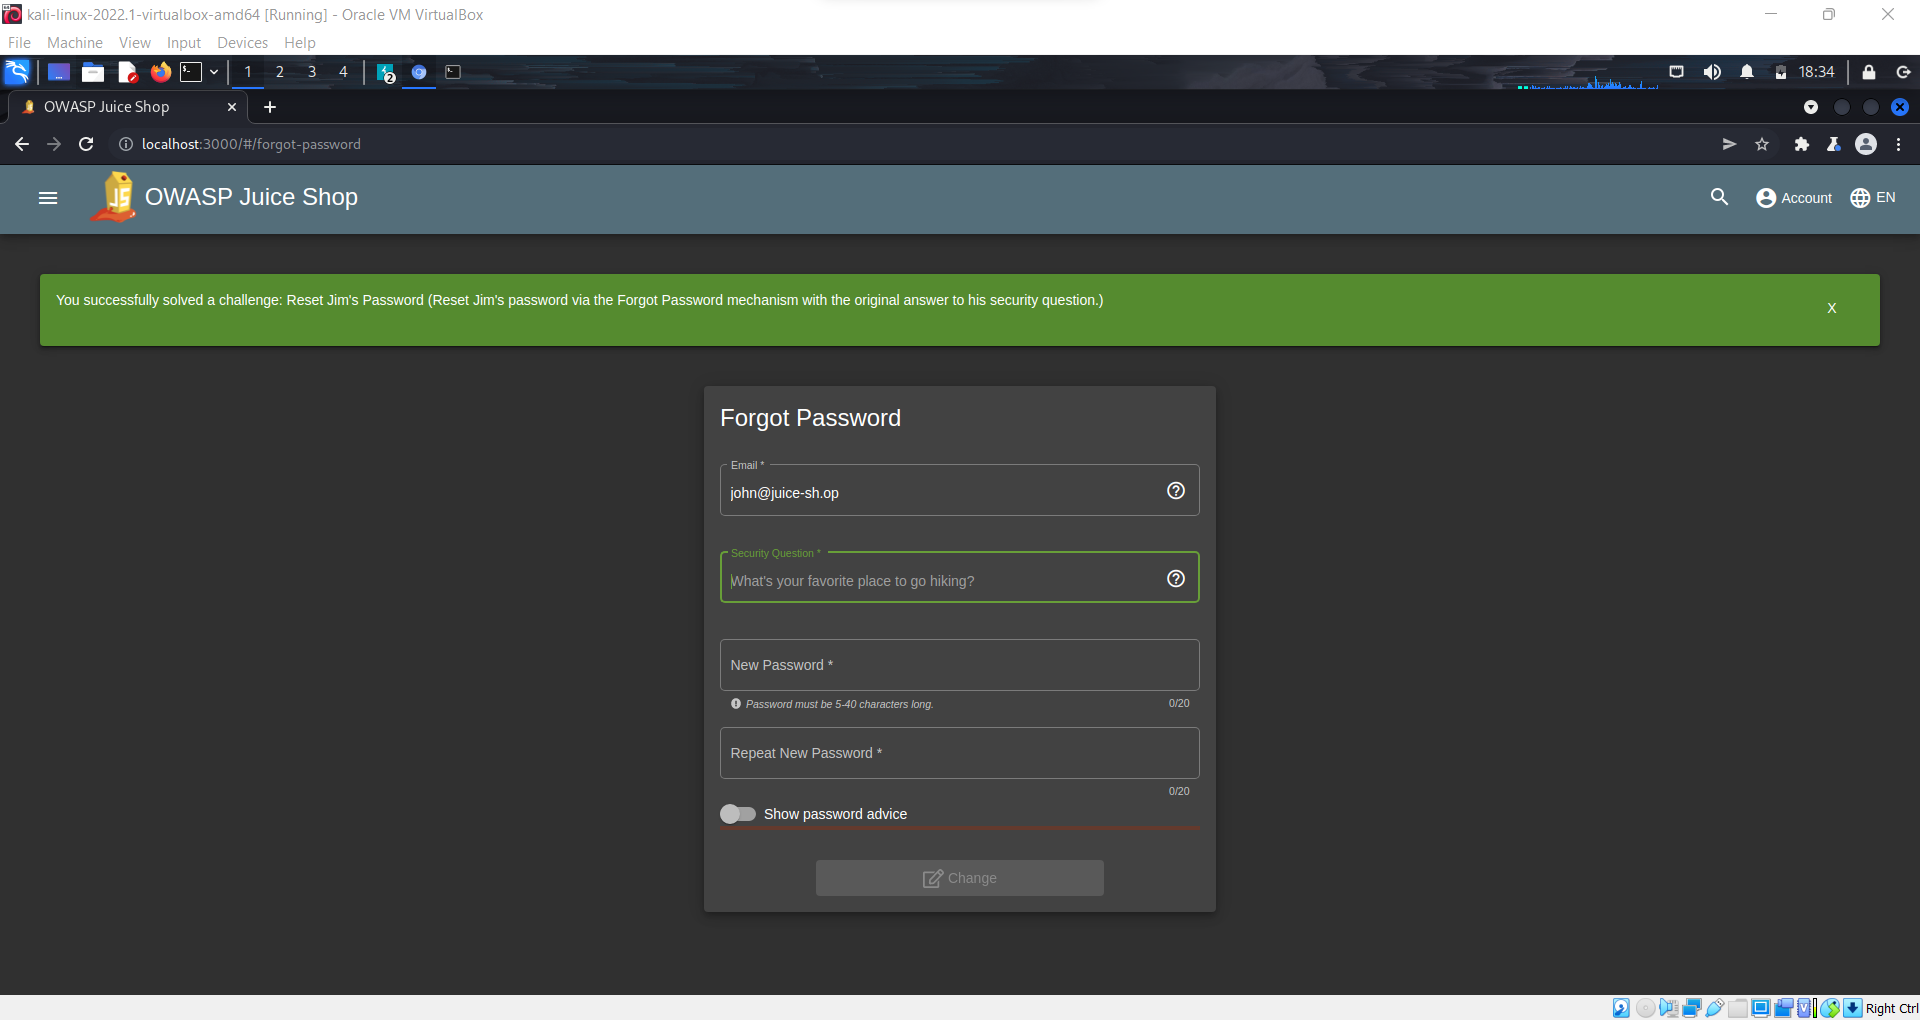 kali-linux-2022.1-virtualbox-amd64 [Running] - Oracle VM VirtualBox
File Machine View Input Devices Help
1 2 3 4 2 18:34
OWASP Juice Shop
localhost:3000/#/forgot-password
JS OWASP Juice Shop Account EN
You successfully solved a challenge: Reset Jim's Password (Reset Jim's password via the Forgot Password mechanism with the original answer to his security question.) X
Forgot Password
Email *
john@juice-sh.op
Security Question *
What's your favorite place to go hiking?
New Password *
Password must be 5-40 characters long. 0/20
Repeat New Password *
0/20
Show password advice
Change
Right Ctrl